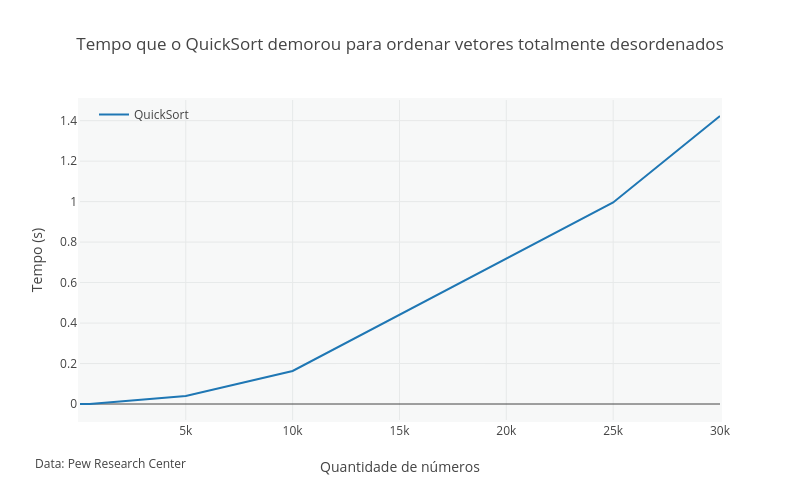 Tempo que o QuickSort demorou para ordenar vetores totalmente desordenados
QuickSort
1.4
1.2
1
0.8
0.6
0.4
0.2
0
Tempo (s)
5k 10k 15k 20k 25k 30k
Quantidade de números
Data: Pew Research Center